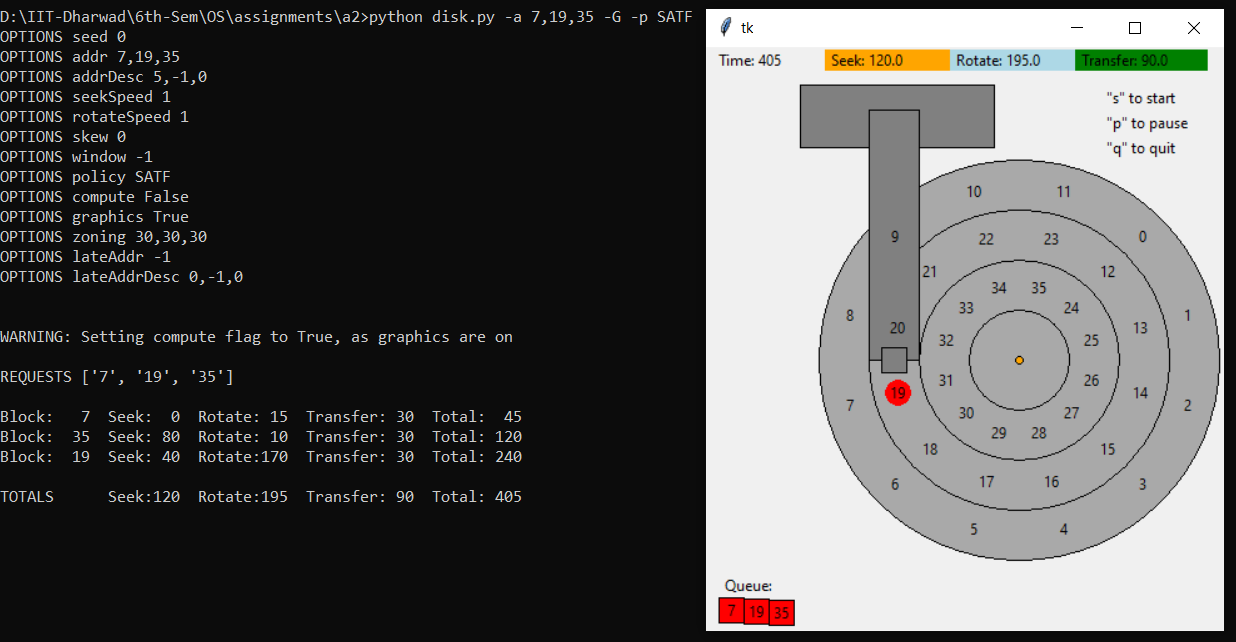 D:\IIT-Dharwad\6th-Sem\OS\assignments\a2>python disk.py -a 7,19,35 -G -p SATF
OPTIONS seed 0
OPTIONS addr 7,19,35
OPTIONS addrDesc 5,-1,0
OPTIONS seekSpeed 1
OPTIONS rotateSpeed 1
OPTIONS skew 0
OPTIONS window -1
OPTIONS policy SATF
OPTIONS compute False
OPTIONS graphics True
OPTIONS zoning 30,30,30
OPTIONS lateAddr -1
OPTIONS lateAddrDesc 0,-1,0
WARNING: Setting compute flag to True, as graphics are on
REQUESTS ['7', '19', '35']
Block:   7  Seek:  0  Rotate: 15  Transfer: 30  Total:  45
Block:  35  Seek: 80  Rotate: 10  Transfer: 30  Total: 120
Block:  19  Seek: 40  Rotate:170  Transfer: 30  Total: 240
TOTALS      Seek:120  Rotate:195  Transfer: 90  Total: 405
tk
Time: 405 Seek: 120.0 Rotate: 195.0 Transfer: 90.0
"s" to start
"p" to pause
"q" to quit
10 11
9 22 23 0
21 12
34 35
33 24
8 20 13 1
32 25
31 26
19 14
7 30 27 2
29 28
18 15
6 17 16 3
5 4
Queue:
7 19 35